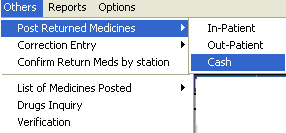 Others Reports Options
Post Returned Medicines
Correction Entry
Confirm Return Meds by station
List of Medicines Posted
Drugs Inquiry
Verification
In-Patient
Out-Patient
Cash